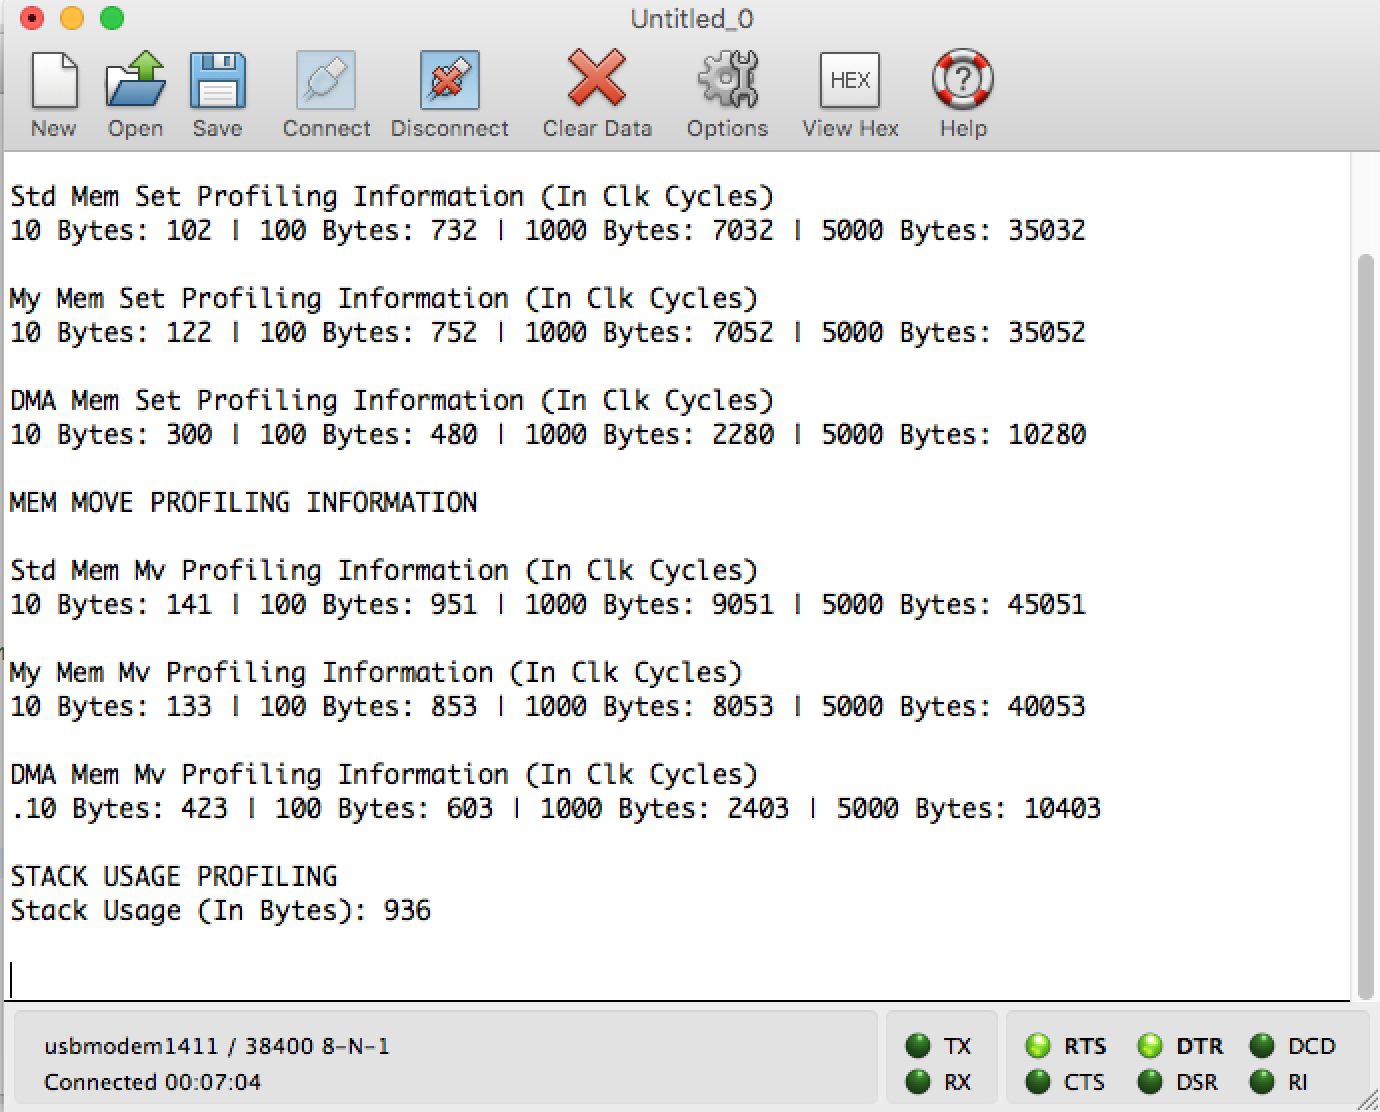 Untitled_0
New Open Save Connect Disconnect Clear Data Options HEX View Hex Help
Std Mem Set Profiling Information (In Clk Cycles)
10 Bytes: 102 | 100 Bytes: 732 | 1000 Bytes: 7032 | 5000 Bytes: 35032
My Mem Set Profiling Information (In Clk Cycles)
10 Bytes: 122 | 100 Bytes: 752 | 1000 Bytes: 7052 | 5000 Bytes: 35052
DMA Mem Set Profiling Information (In Clk Cycles)
10 Bytes: 300 | 100 Bytes: 480 | 1000 Bytes: 2280 | 5000 Bytes: 10280
MEM MOVE PROFILING INFORMATION
Std Mem Mv Profiling Information (In Clk Cycles)
10 Bytes: 141 | 100 Bytes: 951 | 1000 Bytes: 9051 | 5000 Bytes: 45051
My Mem Mv Profiling Information (In Clk Cycles)
10 Bytes: 133 | 100 Bytes: 853 | 1000 Bytes: 8053 | 5000 Bytes: 40053
DMA Mem Mv Profiling Information (In Clk Cycles)
.10 Bytes: 423 | 100 Bytes: 603 | 1000 Bytes: 2403 | 5000 Bytes: 10403
STACK USAGE PROFILING
Stack Usage (In Bytes): 936
usbmodem1411 / 38400 8-N-1
Connected 00:07:04
TX RTS DTR DCD
RX CTS DSR RI